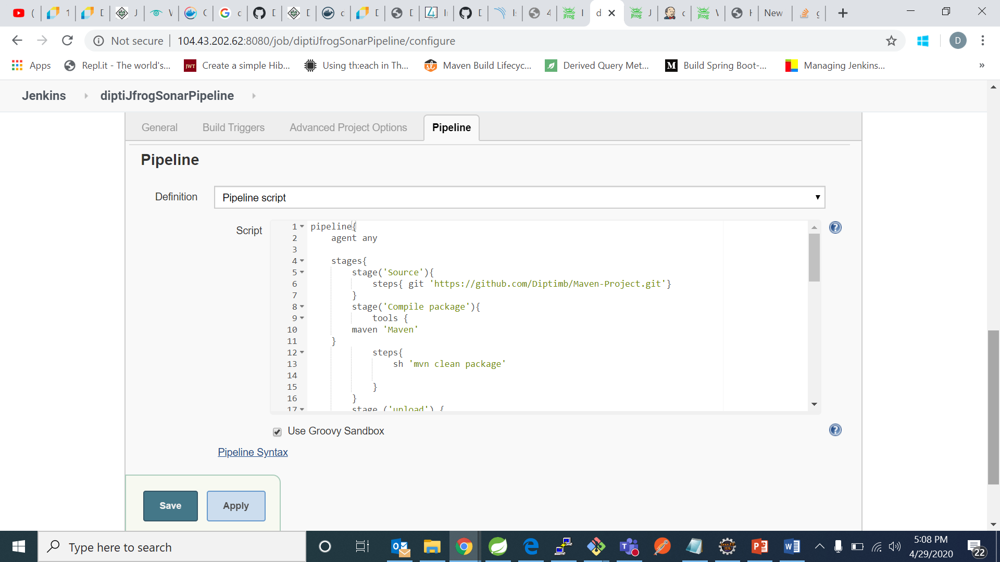 New
Not secure
104.43.202.62:8080/job/diptiJfrogSonarPipeline/configure
D
Apps
Repl.it - The world's...
JWT
Create a simple Hib...
Using th:each in Th...
Maven Build Lifecyc...
Derived Query Met...
M
Build Spring Boot-...
Managing Jenkins...
»
Jenkins
diptiJfrogSonarPipeline
General
Build Triggers
Advanced Project Options
Pipeline
Pipeline
Definition
Pipeline script
Script
1 pipeline{
2 agent any
3
4 stages{
5 stage('Source'){
6 steps{ git 'https://github.com/Diptimb/Maven-Project.git'}
7 }
8 stage('Compile package'){
9 tools {
10 maven 'Maven'
11 }
12 steps{
13 sh 'mvn clean package'
14
15 }
16 }
17 stage ('upload') {
Use Groovy Sandbox
Pipeline Syntax
Save
Apply
Type here to search
5:08 PM
4/29/2020
22